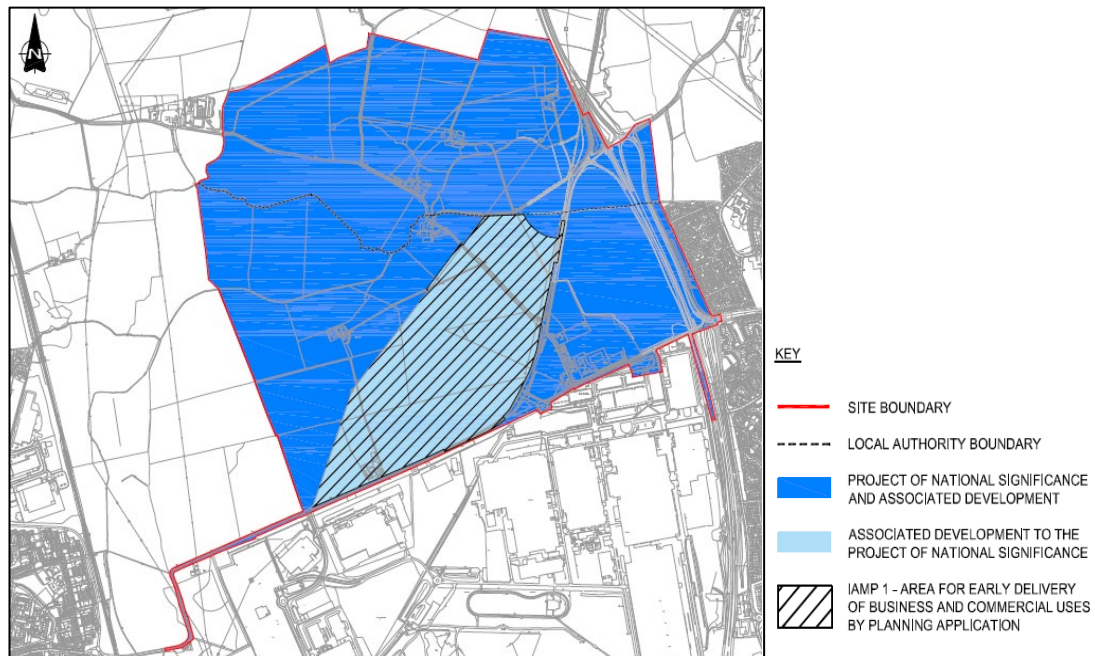 N
KEY
SITE BOUNDARY
LOCAL AUTHORITY BOUNDARY
PROJECT OF NATIONAL SIGNIFICANCE
AND ASSOCIATED DEVELOPMENT
ASSOCIATED DEVELOPMENT TO THE
PROJECT OF NATIONAL SIGNIFICANCE
IAMP 1 - AREA FOR EARLY DELIVERY
OF BUSINESS AND COMMERCIAL USES
BY PLANNING APPLICATION